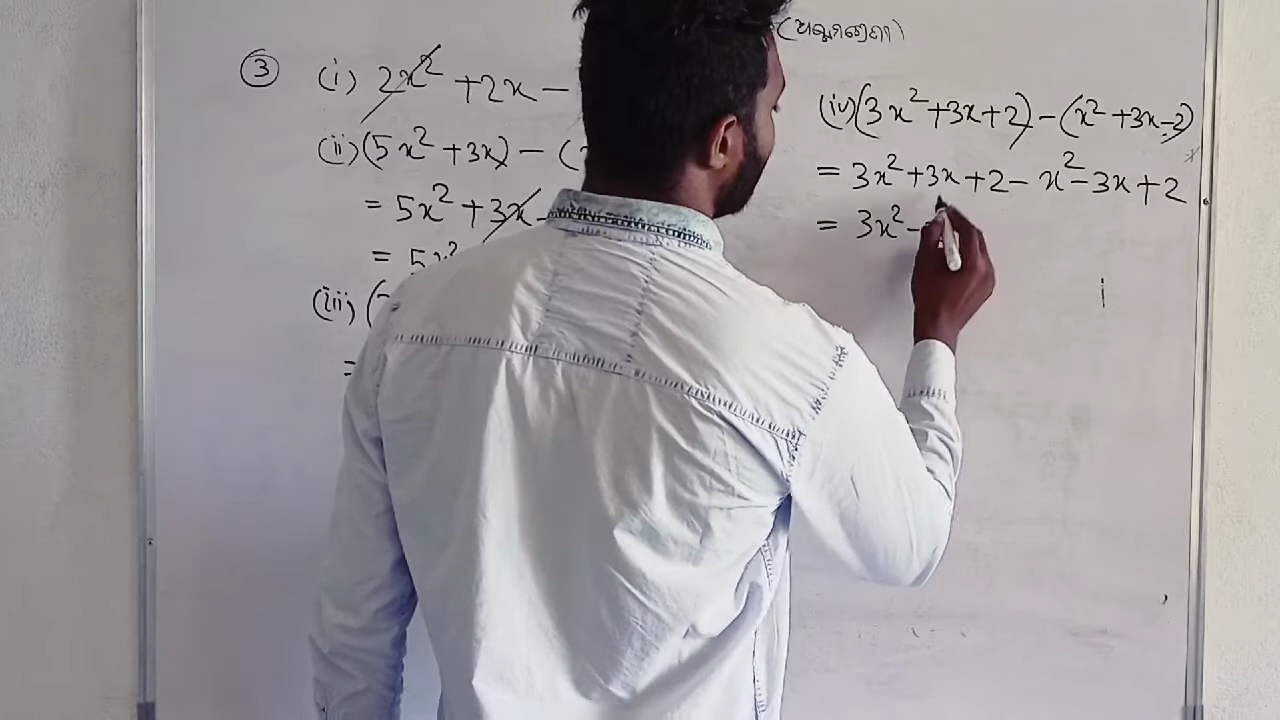 ③ (i) 2x² + 2x −
(ii) (5x² + 3x) − (
= 5x² + 3x
= 5x²
(iii) (
=
(iv) (3x² + 3x + 2) − (x² + 3x − 2)
= 3x² + 3x + 2 − x² − 3x + 2
= 3x² −